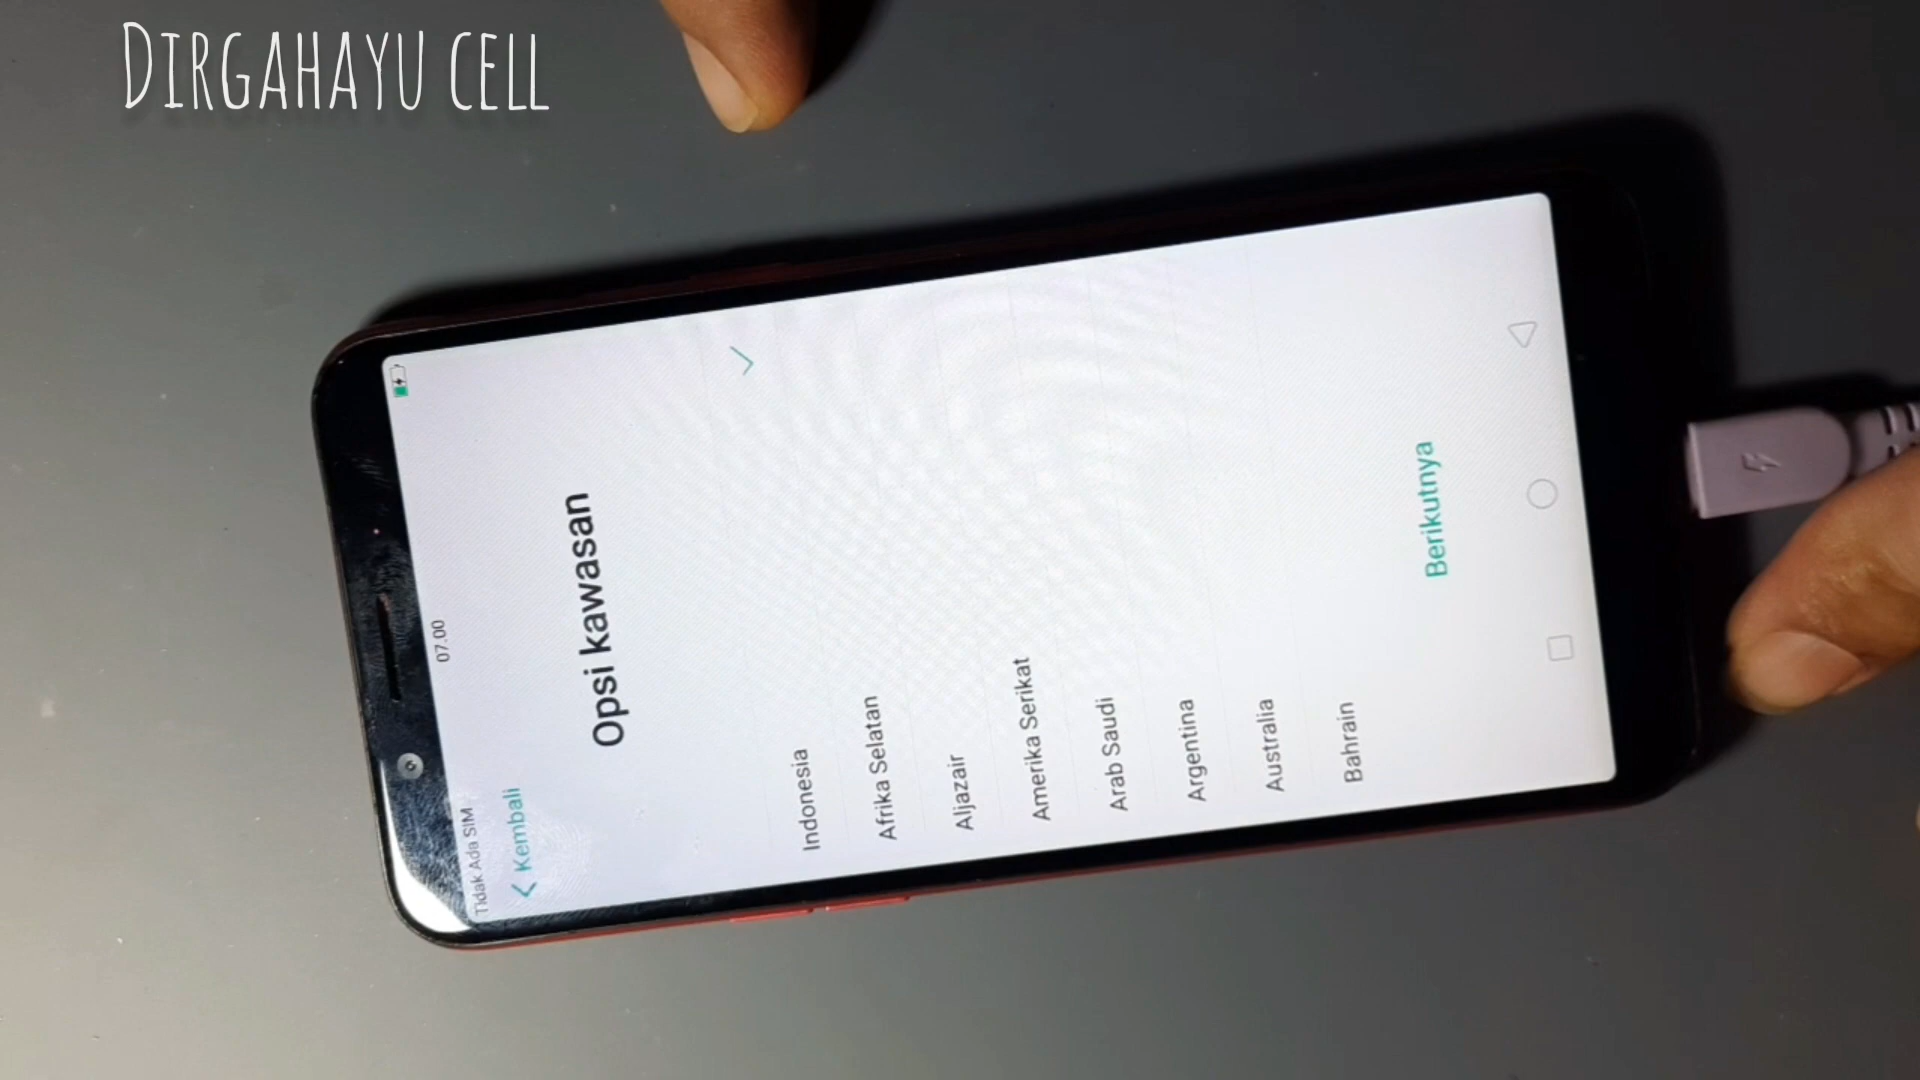 DIRGAHAYU CELL
Tidak Ada SIM
07.00
Kembali
Opsi kawasan
Indonesia
Afrika Selatan
Aljazair
Amerika Serikat
Arab Saudi
Argentina
Australia
Bahrain
Berikutnya